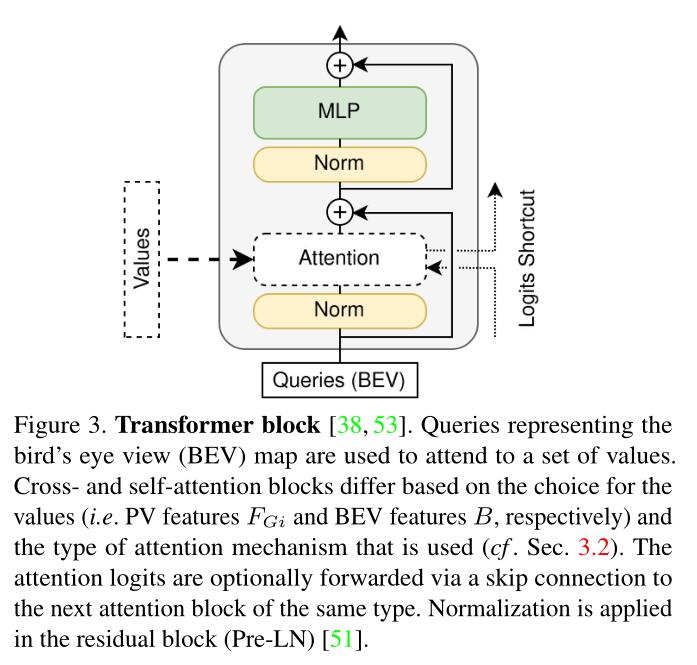 MLP
Norm
Values
Attention
Logits Shortcut
Norm
Queries (BEV)
Figure 3. Transformer block [38, 53]. Queries representing the
bird's eye view (BEV) map are used to attend to a set of values.
Cross- and self-attention blocks differ based on the choice for the
values (i.e. PV features F_{Gi} and BEV features B, respectively) and
the type of attention mechanism that is used (cf. Sec. 3.2). The
attention logits are optionally forwarded via a skip connection to
the next attention block of the same type. Normalization is applied
in the residual block (Pre-LN) [51].